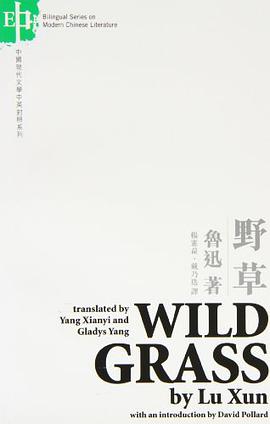 E中
Bilingual Series on
Modern Chinese Literature
中國現代文學中英對照系列
野草
魯迅 著
楊憲益・戴乃迭 譯
translated by
Yang Xianyi and
Gladys Yang
WILD
GRASS
by Lu Xun
with an introduction by David Pollard